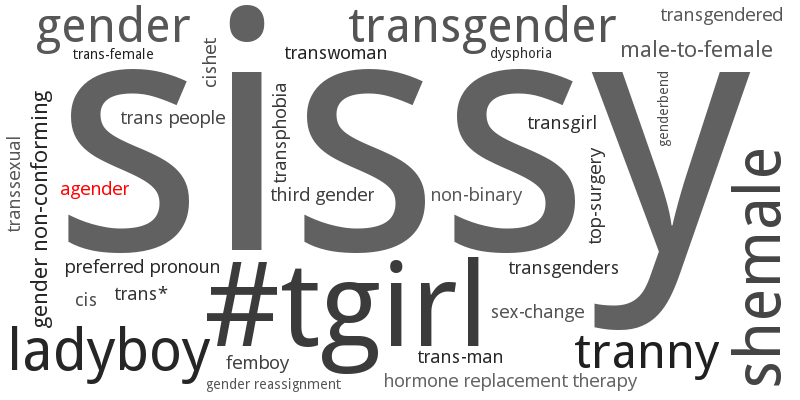 gender
transgender
transgendered
trans-female
cishet
transwoman
dysphoria
male-to-female
sissy
genderbend
trans people
transphobia
transgirl
transsexual
gender non-conforming
agender
third gender
non-binary
top-surgery
shemale
preferred pronoun
transgenders
cis
trans*
#tgirl
sex-change
ladyboy
tranny
femboy
trans-man
gender reassignment
hormone replacement therapy